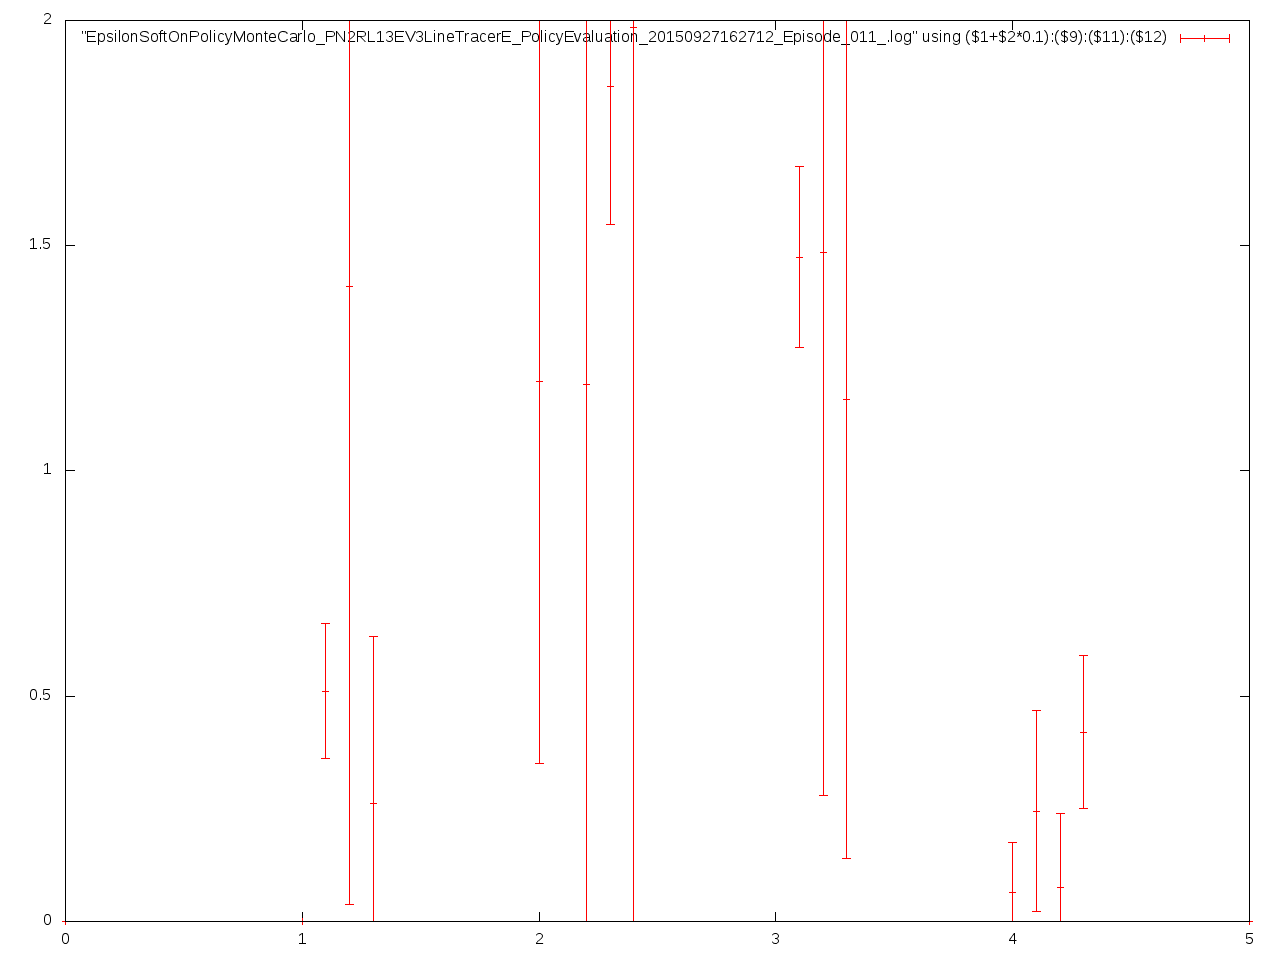 2
"EpsilonSoftOnPolicyMonteCarlo_PN2RL13EV3LineTracerE_PolicyEvaluation_20150927162712_Episode_011_.log" using ($1+$2*0.1):($9):($11):($12)
1.5
1
0.5
0
0 1 2 3 4 5